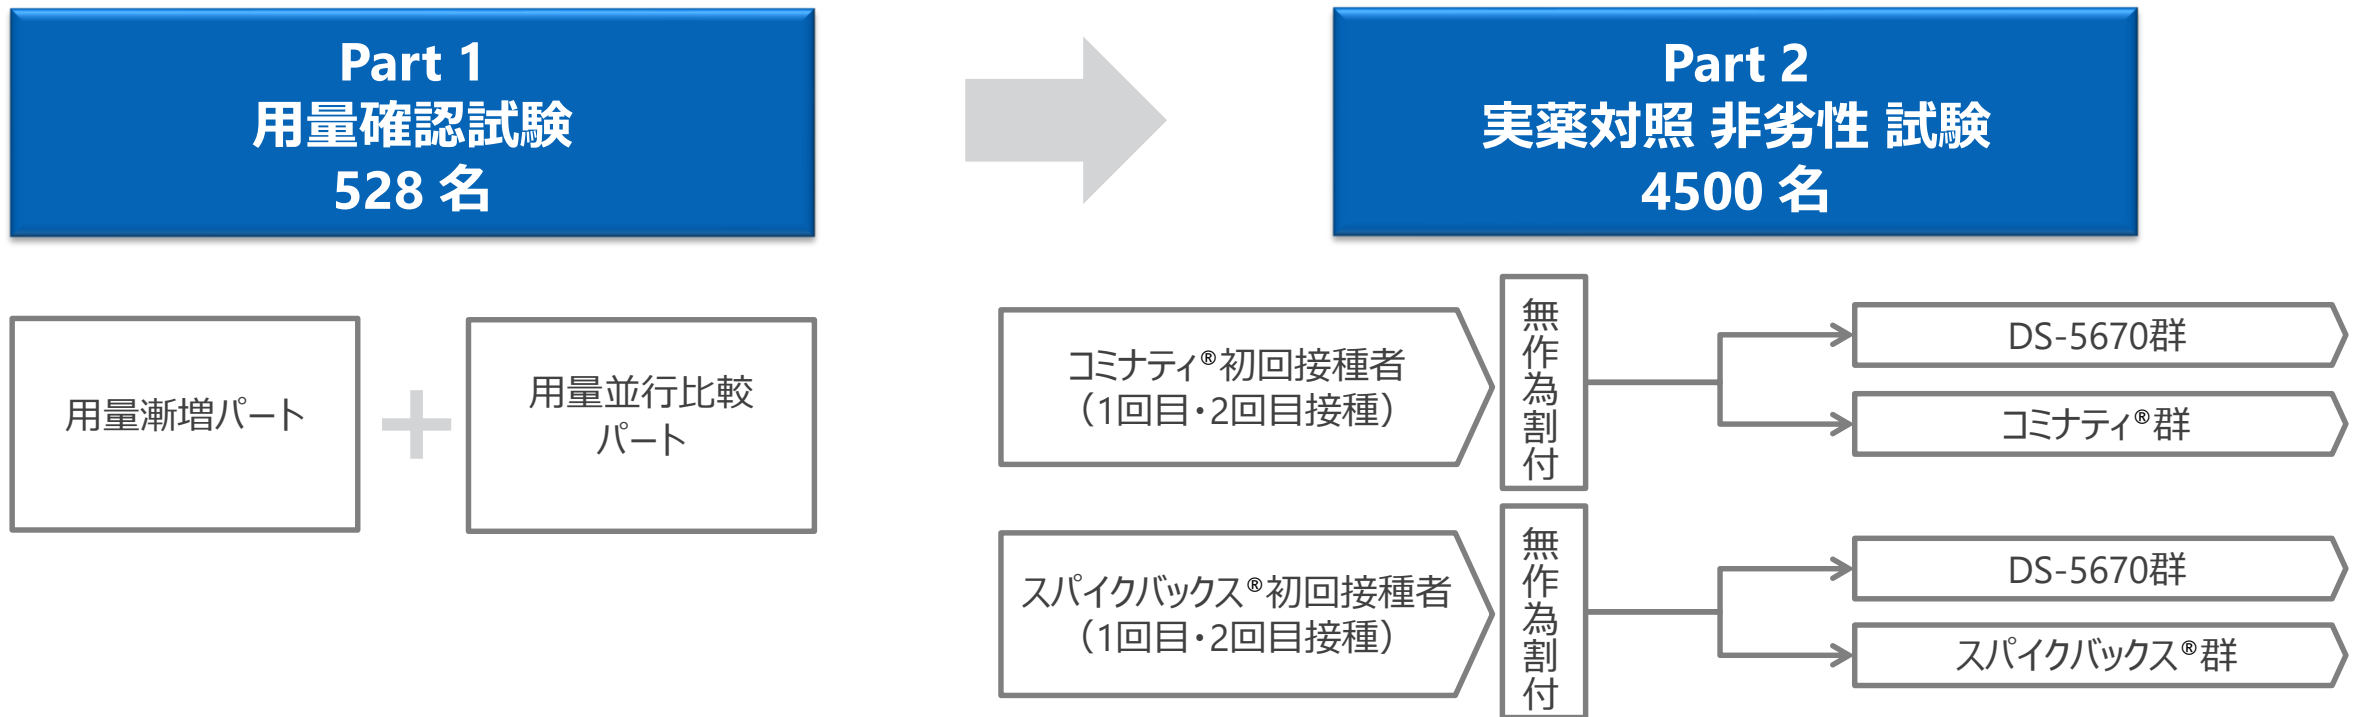 Part 1
用量確認試験
528 名
Part 2
実薬対照 非劣性 試験
4500 名
用量漸増パート
用量並行比較
パート
コミナティ®初回接種者
（1回目・2回目接種）
無作為割付
DS-5670群
コミナティ®群
スパイクバックス®初回接種者
（1回目・2回目接種）
無作為割付
DS-5670群
スパイクバックス®群